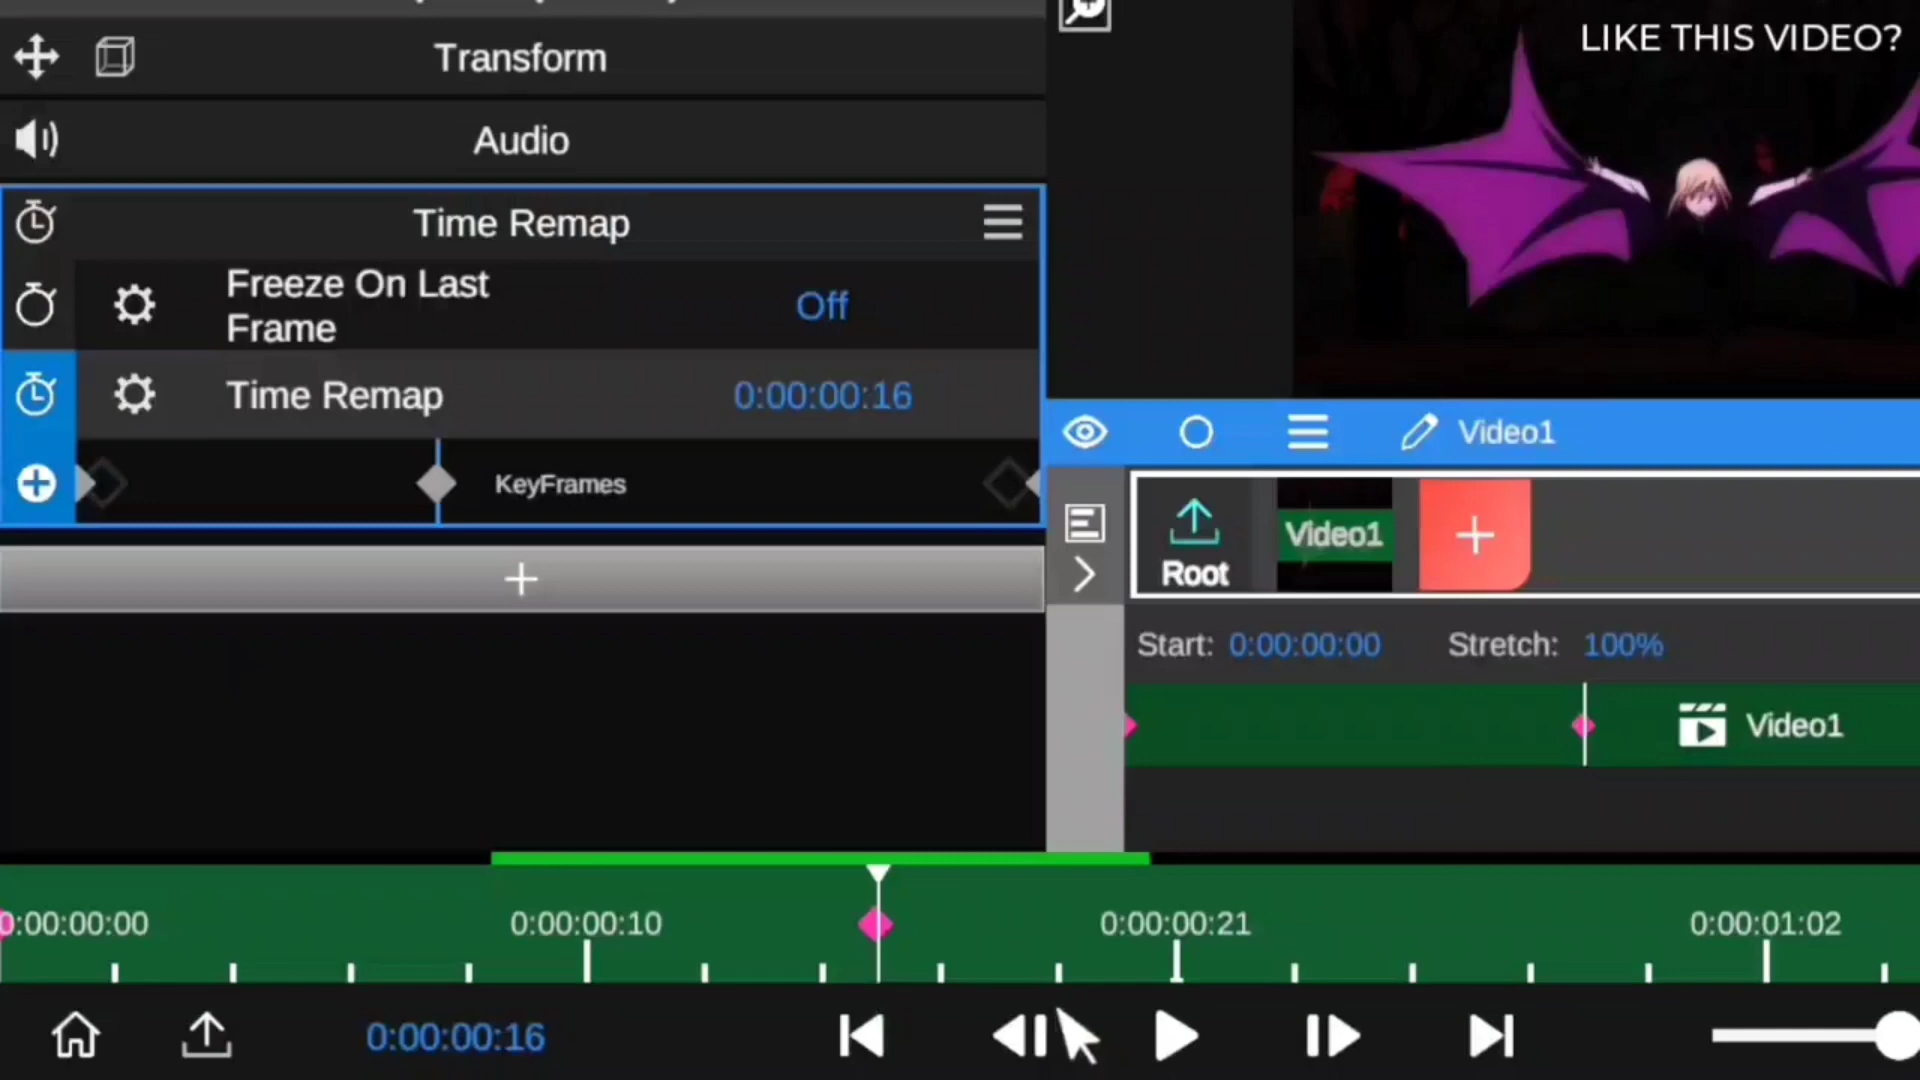 LIKE THIS VIDEO?
Transform
Audio
Time Remap
Freeze On Last
Frame
Off
Time Remap
0:00:00:16
KeyFrames
Video1
Root
Video1
Start: 0:00:00:00
Stretch: 100%
Video1
0:00:00:00
0:00:00:10
0:00:00:21
0:00:01:02
0:00:00:16